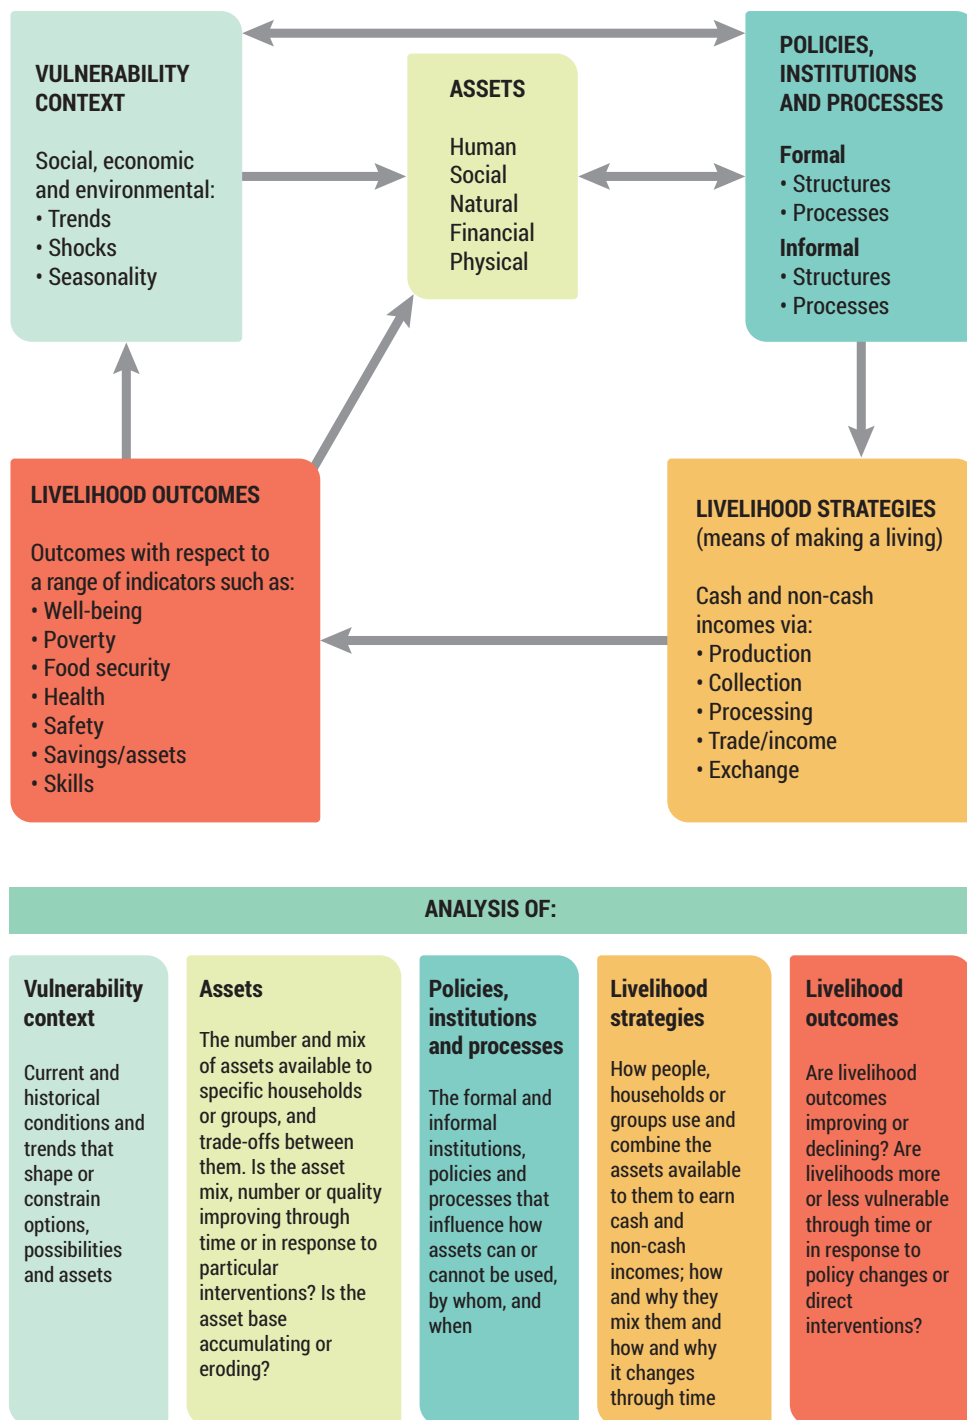 VULNERABILITY
CONTEXT
Social, economic
and environmental:
• Trends
• Shocks
• Seasonality
ASSETS
Human
Social
Natural
Financial
Physical
POLICIES,
INSTITUTIONS
AND PROCESSES
Formal
• Structures
• Processes
Informal
• Structures
• Processes
LIVELIHOOD OUTCOMES
Outcomes with respect to
a range of indicators such as:
• Well-being
• Poverty
• Food security
• Health
• Safety
• Savings/assets
• Skills
LIVELIHOOD STRATEGIES
(means of making a living)
Cash and non-cash
incomes via:
• Production
• Collection
• Processing
• Trade/income
• Exchange
ANALYSIS OF:
Vulnerability
context
Current and
historical
conditions and
trends that
shape or
constrain
options,
possibilities
and assets
Assets
The number and mix
of assets available to
specific households
or groups, and
trade-offs between
them. Is the asset
mix, number or quality
improving through
time or in response to
particular
interventions? Is the
asset base
accumulating or
eroding?
Policies,
institutions
and processes
The formal and
informal
institutions,
policies and
processes that
influence how
assets can or
cannot be used,
by whom, and
when
Livelihood
strategies
How people,
households or
groups use and
combine the
assets available
to them to earn
cash and
non-cash
incomes; how
and why they
mix them and
how and why
it changes
through time
Livelihood
outcomes
Are livelihood
outcomes
improving or
declining? Are
livelihoods more
or less vulnerable
through time or
in response to
policy changes or
direct
interventions?